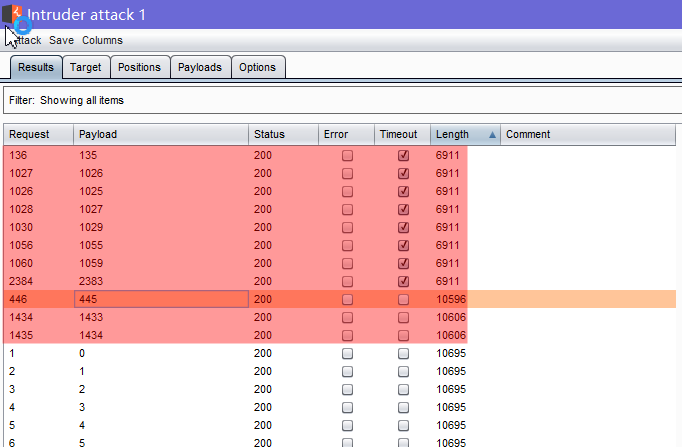 Intruder attack 1
Attack Save Columns
Results Target Positions Payloads Options
Filter: Showing all items
Request Payload Status Error Timeout Length Comment
136 135 200 6911
1027 1026 200 6911
1026 1025 200 6911
1028 1027 200 6911
1030 1029 200 6911
1056 1055 200 6911
1060 1059 200 6911
2384 2383 200 6911
446 445 200 10596
1434 1433 200 10606
1435 1434 200 10606
1 0 200 10695
2 1 200 10695
3 2 200 10695
4 3 200 10695
5 4 200 10695
6 5 200 10695